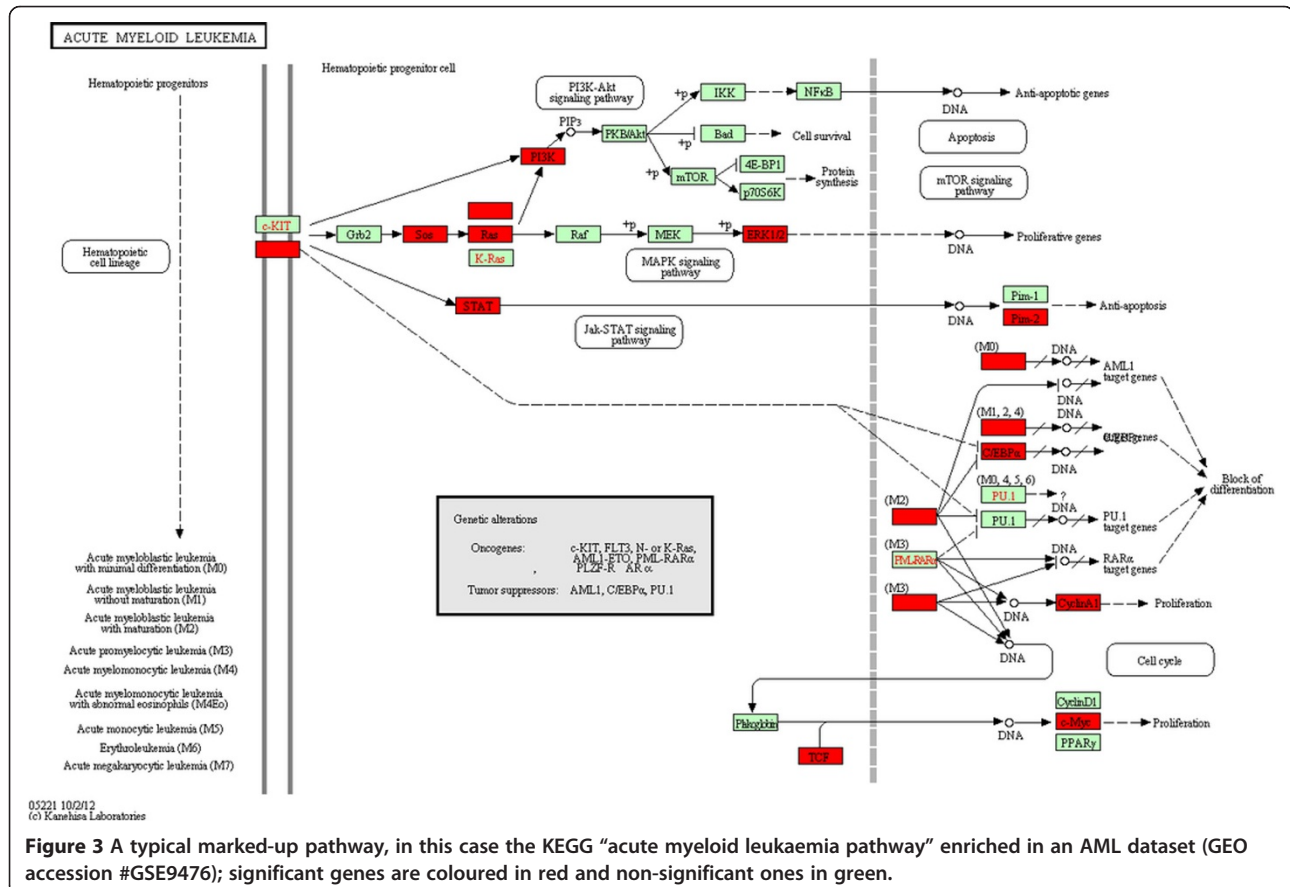 ACUTE MYELOID LEUKEMIA
Hematopoietic progenitors
Hematopoietic progenitor cell
PI3K-Akt
signaling pathway
+p
IKK
NFκB
DNA
Anti-apoptotic genes
PIP3
PKB/Akt
+p
Bad
Cell survival
Apoptosis
PI3K
+p
mTOR
4E-BP1
p70S6K
Protein
synthesis
mTOR signaling
pathway
c-KIT
Grb2
Sos
Ras
K-Ras
Raf
+p
MEK
+p
ERK1/2
DNA
Proliferative genes
MAPK signaling
pathway
Hematopoietic
cell lineage
STAT
DNA
Pim-1
Pim-2
Anti-apoptosis
Jak-STAT signaling
pathway
(M0)
DNA
AML1
target genes
DNA
(M1, 2, 4)
DNA
C/EBPα
DNA
(M0, 4, 5, 6)
PU.1
?
Block of
differentiation
(M2)
PU.1
DNA
PU.1
target genes
(M3)
PML-RARα
DNA
RARα
target genes
(M3)
DNA
CyclinA1
Proliferation
DNA
Cell cycle
Genetic alterations
Oncogenes: c-KIT, FLT3, N- or K-Ras,
AML1-ETO, PML-RARα
, PLZF-R AR α
Tumor suppressors: AML1, C/EBPα, PU.1
Acute myeloblastic leukemia
with minimal differentiation (M0)
Acute myeloblastic leukemia
without maturation (M1)
Acute myeloblastic leukemia
with maturation (M2)
Acute promyelocytic leukemia (M3)
Acute myelomonocytic leukemia (M4)
Acute myelomonocytic leukemia
with abnormal eosinophils (M4Eo)
Acute monocytic leukemia (M5)
Erythroleukemia (M6)
Acute megakaryocytic leukemia (M7)
Plakoglobin
TCF
DNA
CyclinD1
c-Myc
PPARγ
Proliferation
05221 10/2/12
(c) Kanehisa Laboratories
Figure 3 A typical marked-up pathway, in this case the KEGG “acute myeloid leukaemia pathway” enriched in an AML dataset (GEO
accession #GSE9476); significant genes are coloured in red and non-significant ones in green.